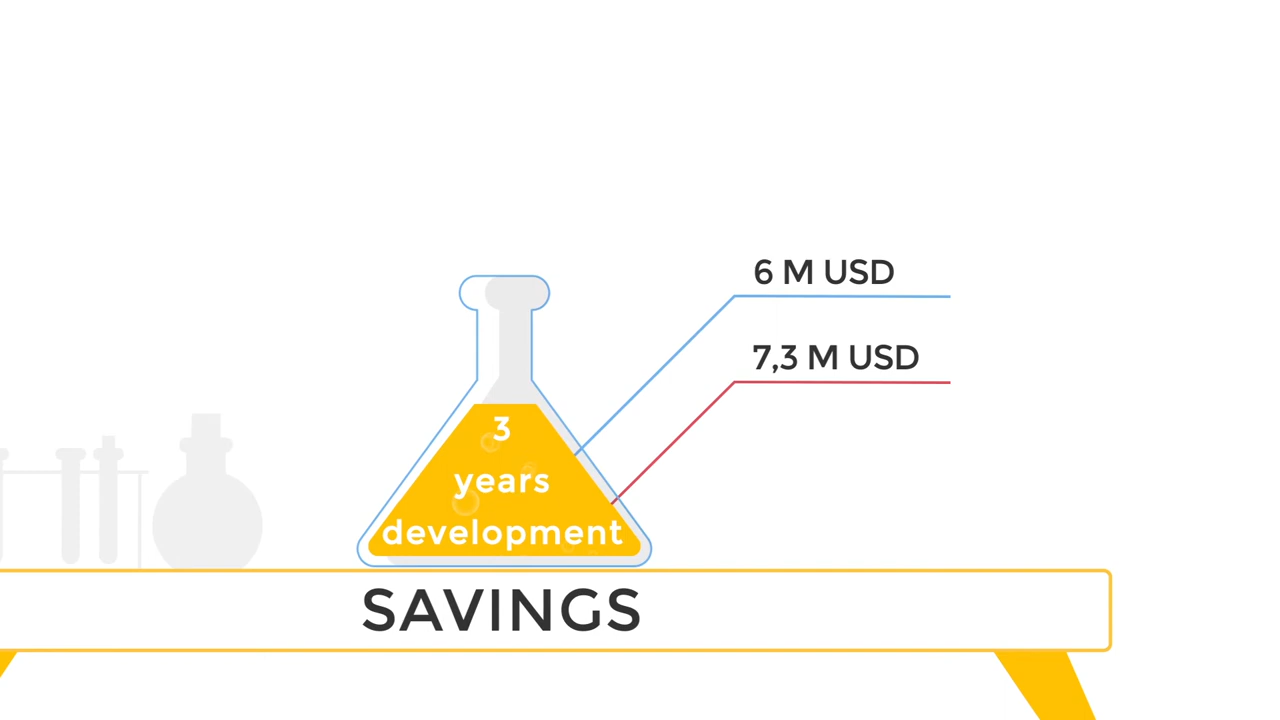 6 M USD
7,3 M USD
3
years
development
SAVINGS